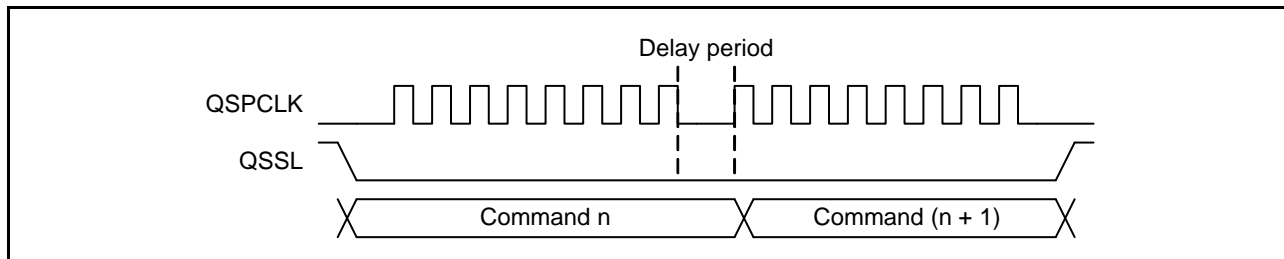 Delay period
QSPCLK
QSSL
Command n
Command (n + 1)